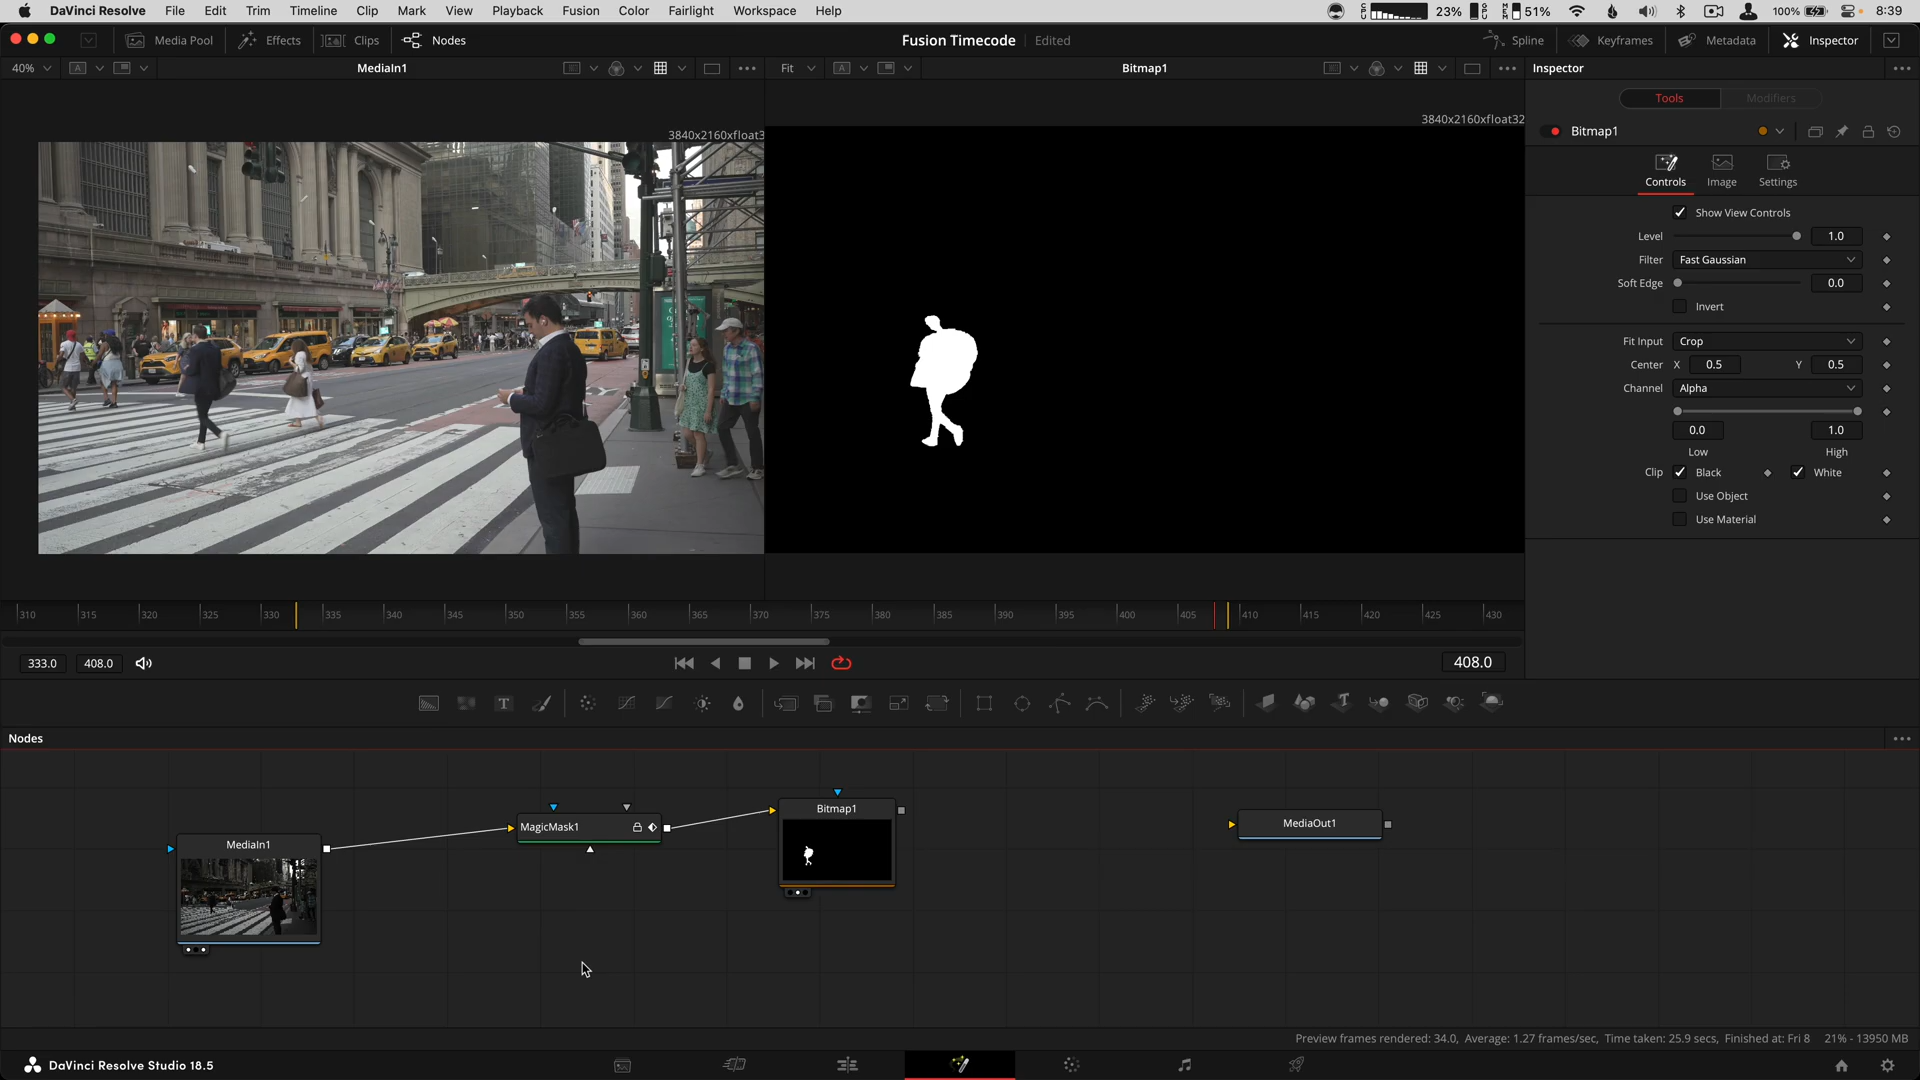 DaVinci Resolve File Edit Trim Timeline Clip Mark View Playback Fusion Color Fairlight Workspace Help 23% 51% 100% 8:39
Media Pool Effects Clips Nodes Fusion Timecode Edited Spline Keyframes Metadata Inspector
40% MediaIn1 Fit Bitmap1 Inspector
Tools Modifiers
3840x2160xfloat3 3840x2160xfloat32
Bitmap1
Controls Image Settings
Show View Controls
Level 1.0
Filter Fast Gaussian
Soft Edge 0.0
Invert
Fit Input Crop
Center X 0.5 Y 0.5
Channel Alpha
0.0 1.0
Low High
Clip Black White
Use Object
Use Material
310 315 320 325 330 335 340 345 350 355 360 365 370 375 380 385 390 395 400 405 410 415 420 425 430
333.0 408.0 408.0
Nodes
Bitmap1
MagicMask1
MediaOut1
MediaIn1
Preview frames rendered: 34.0, Average: 1.27 frames/sec, Time taken: 25.9 secs, Finished at: Fri 8 21% - 13950 MB
DaVinci Resolve Studio 18.5